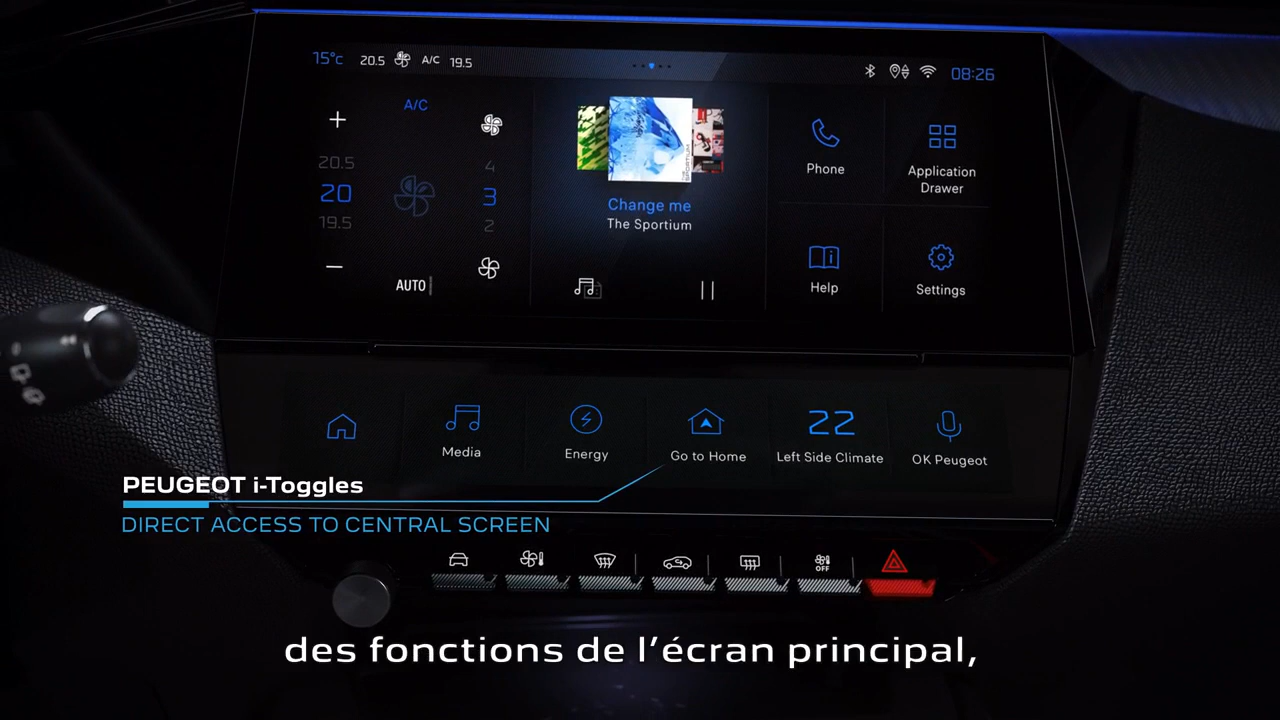 15°c 20.5 A/C 19.5
08:26
A/C
20.5
20
19.5
AUTO
4
3
2
THE SPORTIUM
Change me
The Sportium
Phone
Application
Drawer
Help
Settings
Media
Energy
Go to Home
22
Left Side Climate
OK Peugeot
PEUGEOT i-Toggles
DIRECT ACCESS TO CENTRAL SCREEN
OFF
des fonctions de l'écran principal,